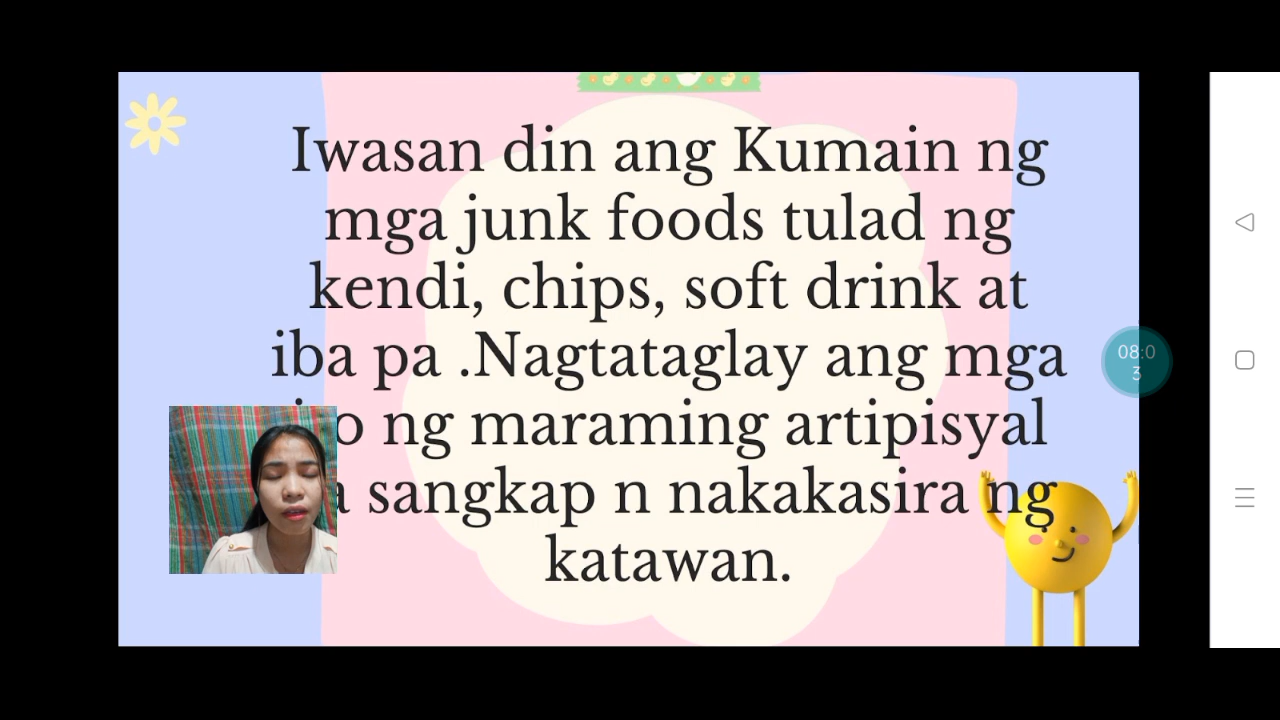 Iwasan din ang Kumain ng
mga junk foods tulad ng
kendi, chips, soft drink at
iba pa .Nagtataglay ang mga
ng maraming artipisyal
sangkap n nakakasira ng
katawan.
08:0
3